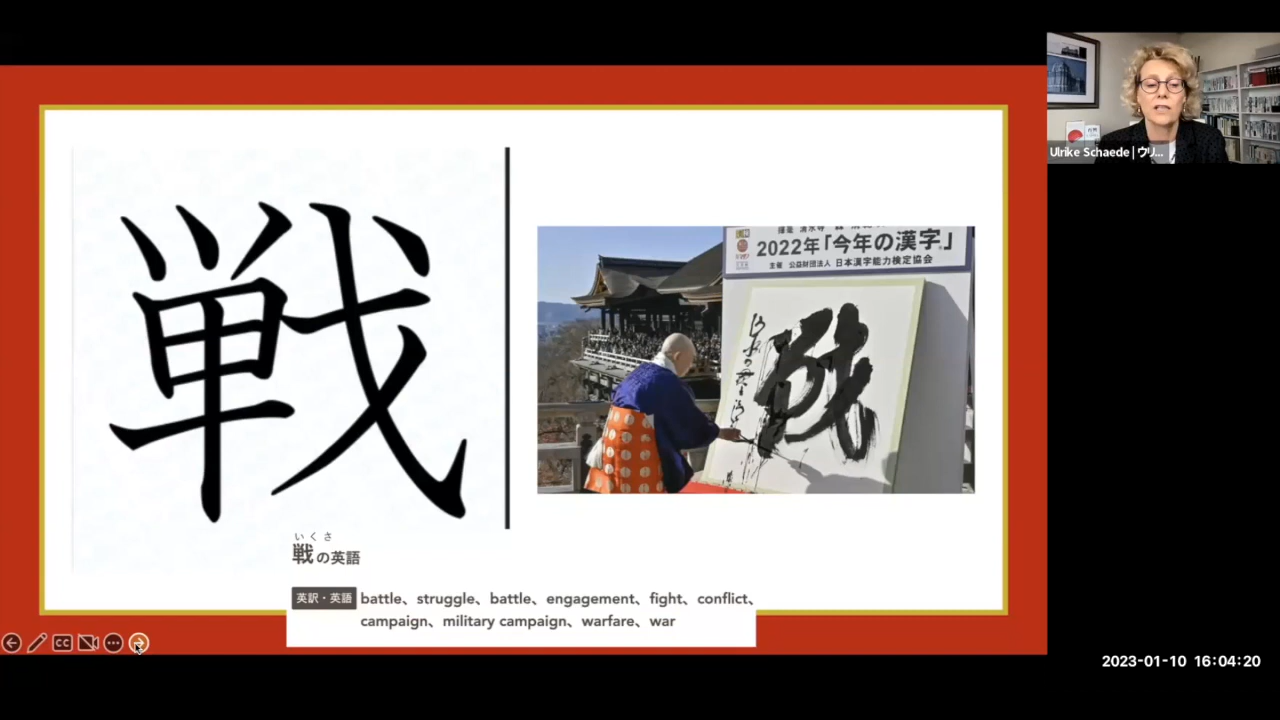 戦
2022年「今年の漢字」
主催 公益財団法人 日本漢字能力検定協会
戦
いくさ
戦の英語
英訳・英語 battle、struggle、battle、engagement、fight、conflict、
campaign、military campaign、warfare、war
CC
Ulrike Schaede | ウリ...
2023-01-10 16:04:20